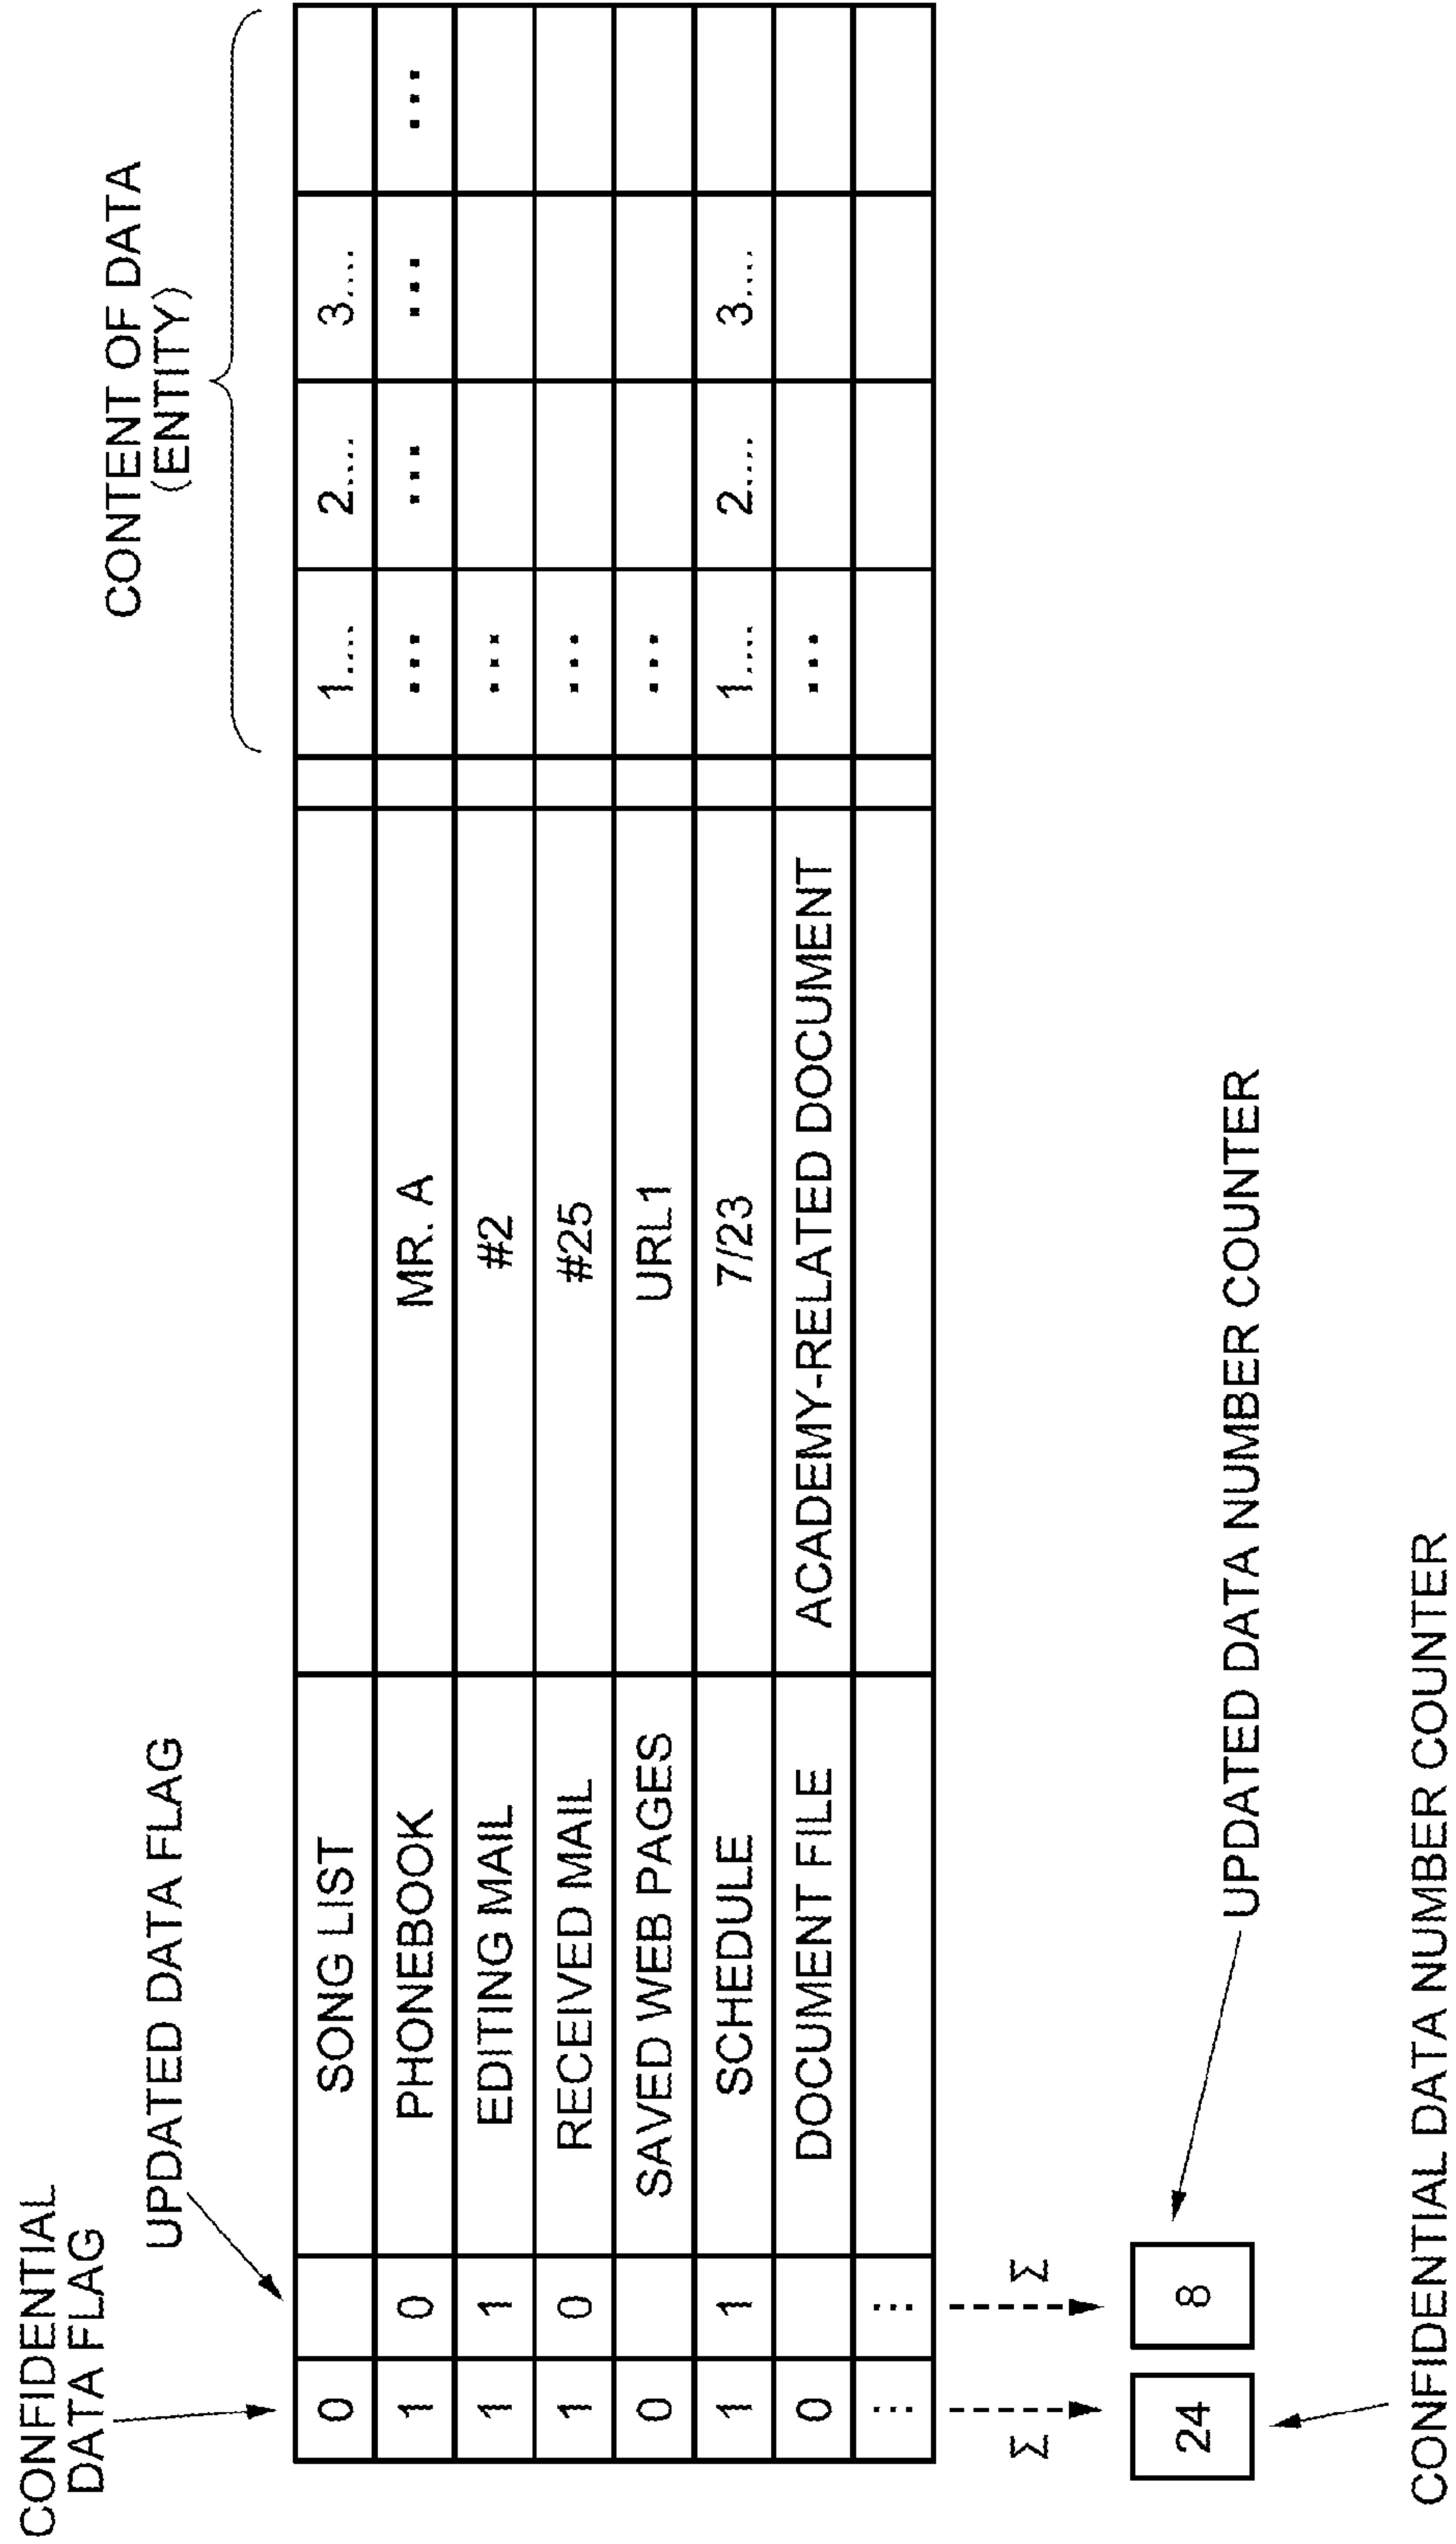 CONFIDENTIAL
DATA FLAG
UPDATED DATA FLAG
CONTENT OF DATA
(ENTITY)
0 SONG LIST 1.... 2.... 3....
1 0 PHONEBOOK MR. A ... ... ... ...
1 1 EDITING MAIL #2 ...
1 0 RECEIVED MAIL #25 ...
0 SAVED WEB PAGES URL1 ...
1 1 SCHEDULE 7/23 1.... 2.... 3....
0 DOCUMENT FILE ACADEMY-RELATED DOCUMENT ...
... ...
Σ Σ
24 8
UPDATED DATA NUMBER COUNTER
CONFIDENTIAL DATA NUMBER COUNTER